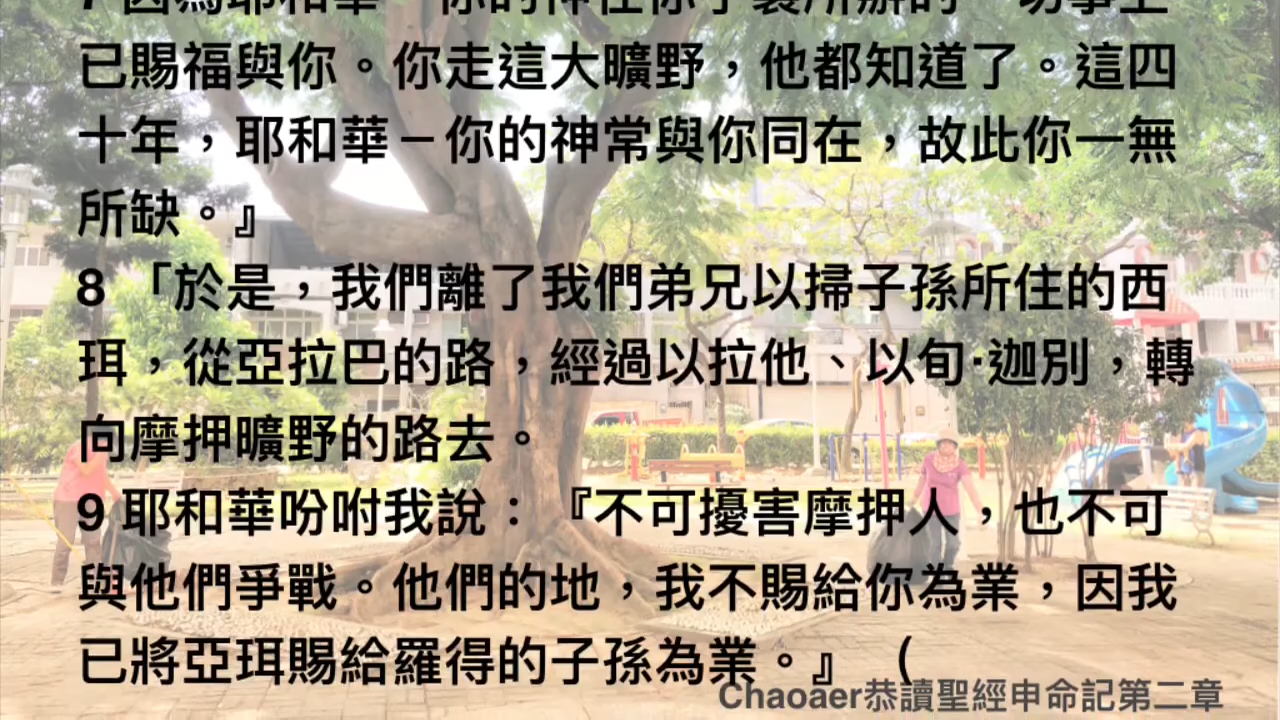 已賜福與你。你走這大曠野，他都知道了。這四
十年，耶和華－你的神常與你同在，故此你一無
所缺。』
8 「於是，我們離了我們弟兄以掃子孫所住的西
珥，從亞拉巴的路，經過以拉他、以旬·迦別，轉
向摩押曠野的路去。
9 耶和華吩咐我說：『不可擾害摩押人，也不可
與他們爭戰。他們的地，我不賜給你為業，因我
已將亞珥賜給羅得的子孫為業。』 （
Chaoaer恭讀聖經申命記第二章